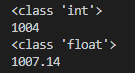 <class 'int'>
1004
<class 'float'>
1007.14